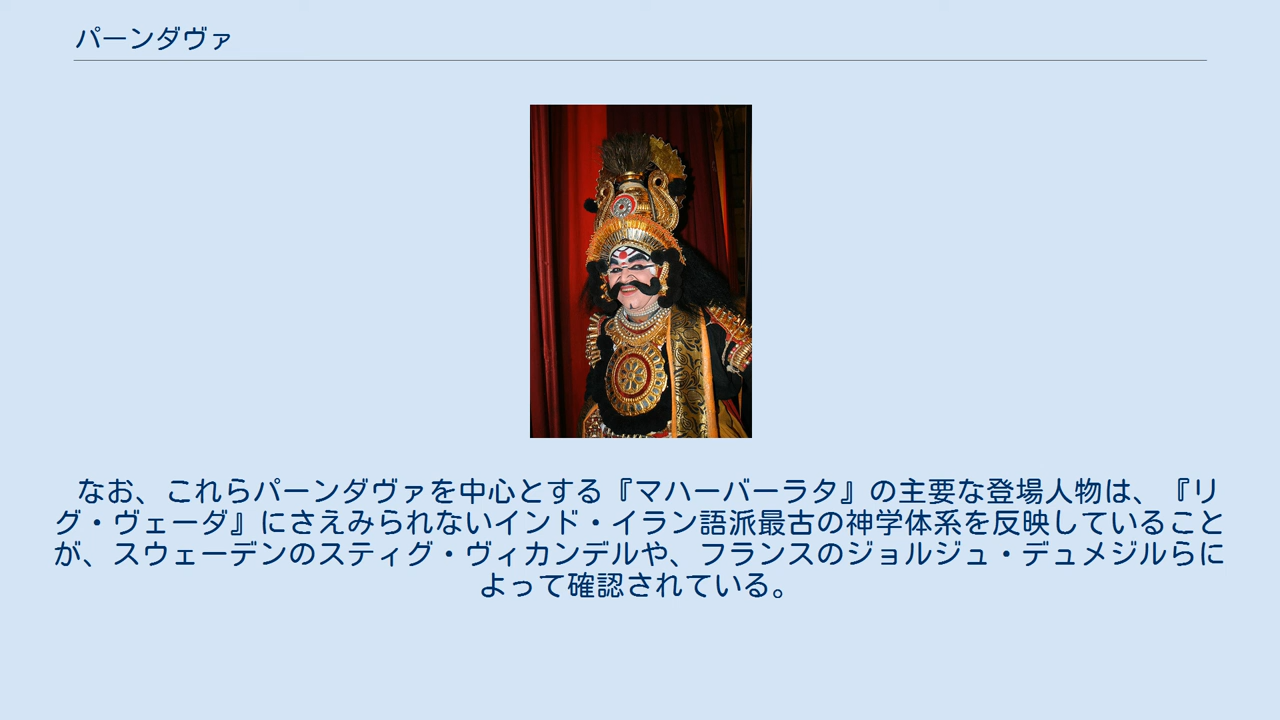 パーンダヴァ
なお、これらパーンダヴァを中心とする『マハーバーラタ』の主要な登場人物は、『リ
グ・ヴェーダ』にさえみられないインド・イラン語派最古の神学体系を反映していること
が、スウェーデンのスティグ・ヴィカンデルや、フランスのジョルジュ・デュメジルらに
よって確認されている。